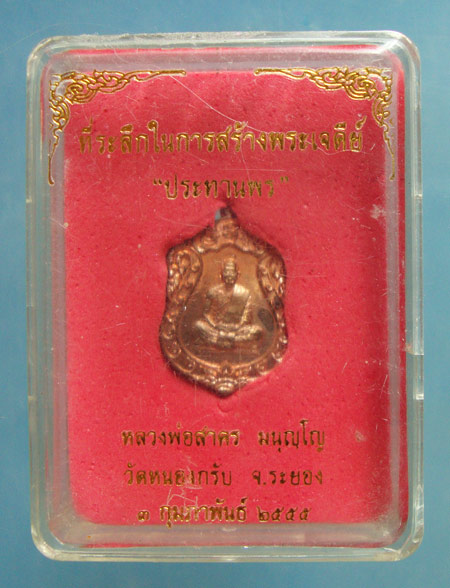 ที่ระลึกในการสร้างพระเจดีย์
"ประทานพร"
หลวงพ่อสาคร มนุญฺโญ
วัดหนองกรับ จ.ระยอง
๓ กุมภาพันธ์ ๒๕๕๕